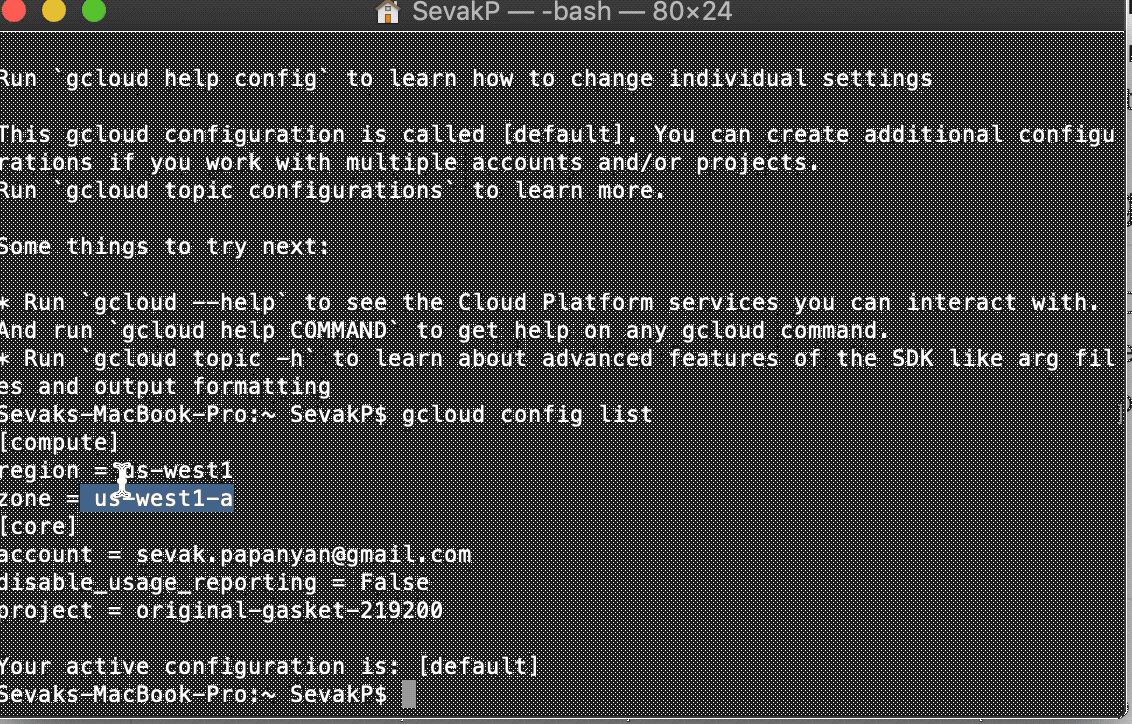 SevakP — -bash — 80×24
Run `gcloud help config` to learn how to change individual settings
This gcloud configuration is called [default]. You can create additional configu
rations if you work with multiple accounts and/or projects.
Run `gcloud topic configurations` to learn more.
Some things to try next:
* Run `gcloud --help` to see the Cloud Platform services you can interact with.
And run `gcloud help COMMAND` to get help on any gcloud command.
* Run `gcloud topic -h` to learn about advanced features of the SDK like arg fil
es and output formatting
Sevaks-MacBook-Pro:~ SevakP$ gcloud config list
[compute]
region = us-west1
zone = us-west1-a
[core]
account = sevak.papanyan@gmail.com
disable_usage_reporting = False
project = original-gasket-219200
Your active configuration is: [default]
Sevaks-MacBook-Pro:~ SevakP$